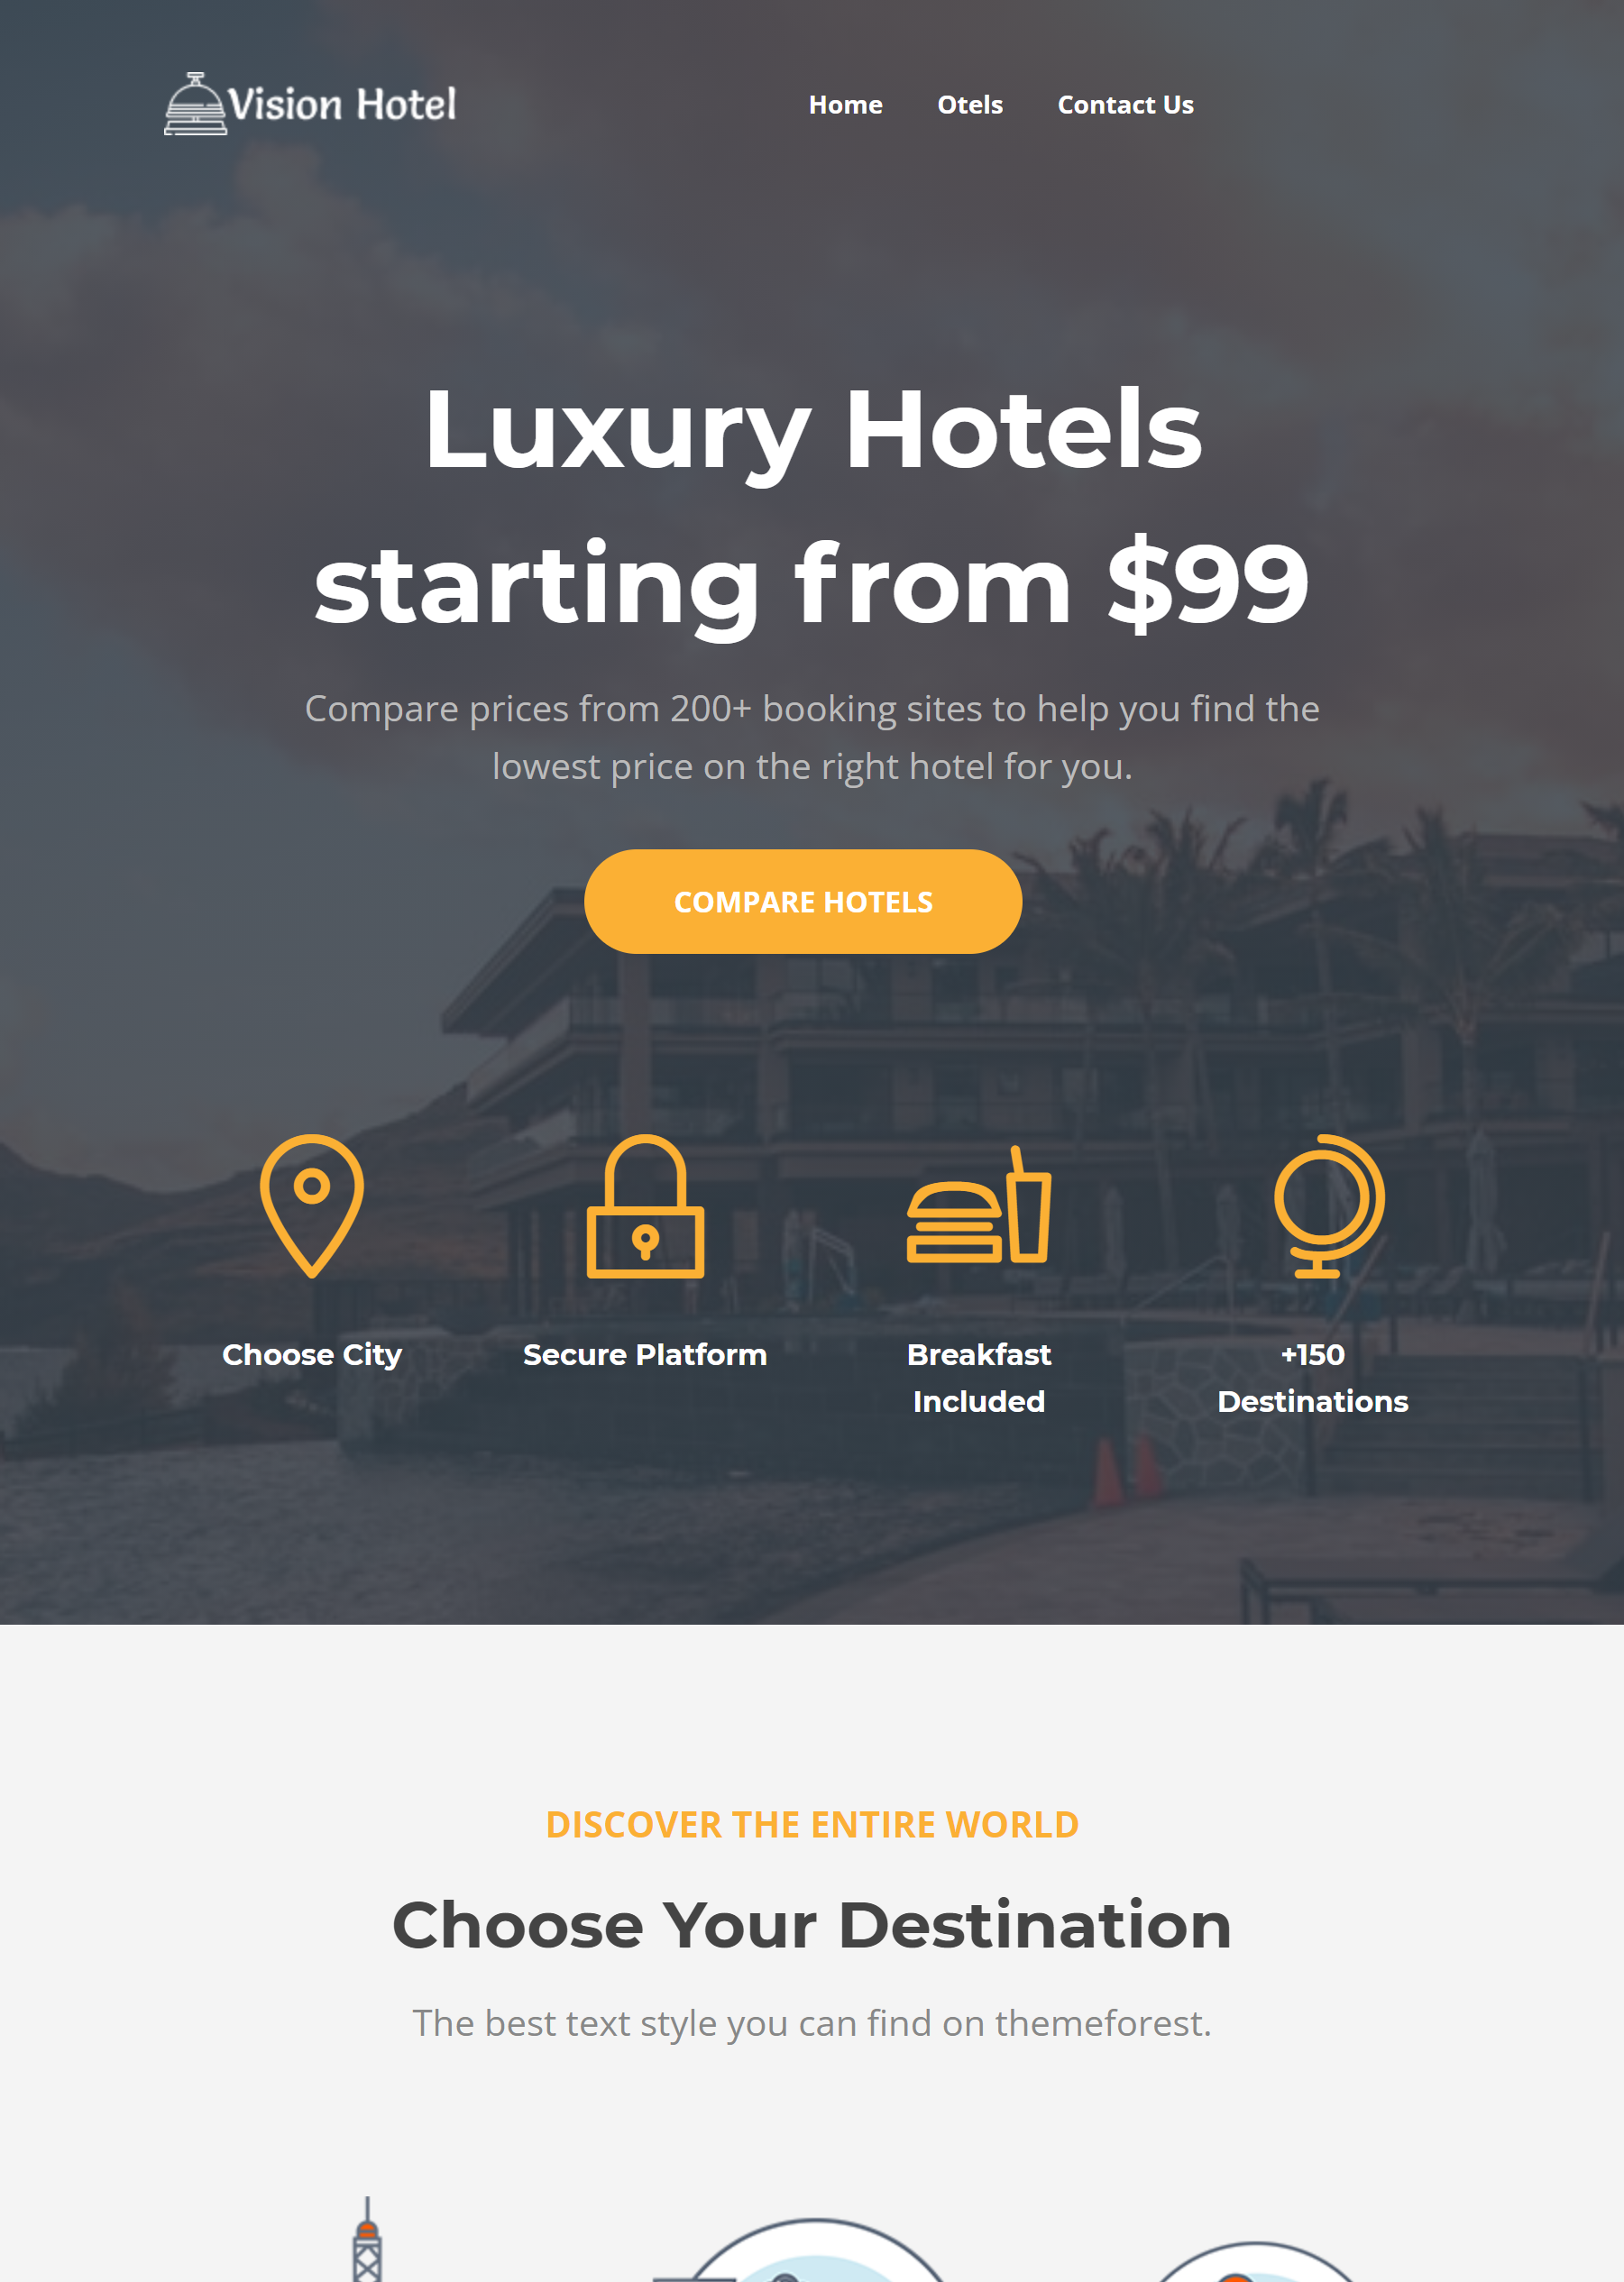 Vision Hotel
Home Otels Contact Us
Luxury Hotels
starting from $99
Compare prices from 200+ booking sites to help you find the
lowest price on the right hotel for you.
COMPARE HOTELS
Choose City
Secure Platform
Breakfast
Included
+150
Destinations
DISCOVER THE ENTIRE WORLD
Choose Your Destination
The best text style you can find on themeforest.